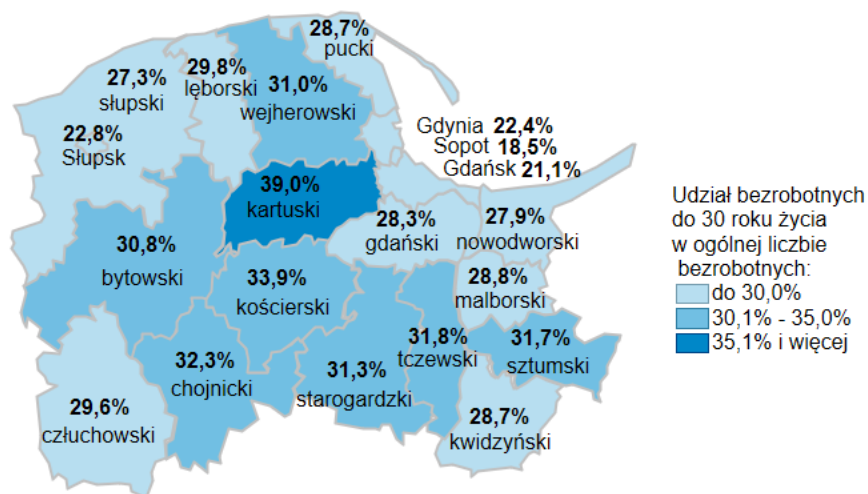 28,7%
pucki
27,3%
słupski
29,8%
lęborski
31,0%
wejherowski
22,8%
Słupsk
Gdynia 22,4%
Sopot 18,5%
Gdańsk 21,1%
39,0%
kartuski
28,3%
gdański
27,9%
nowodworski
30,8%
bytowski
33,9%
kościerski
28,8%
malborski
32,3%
chojnicki
31,3%
starogardzki
31,8%
tczewski
31,7%
sztumski
29,6%
człuchowski
28,7%
kwidzyński
Udział bezrobotnych
do 30 roku życia
w ogólnej liczbie
bezrobotnych:
do 30,0%
30,1% - 35,0%
35,1% i więcej